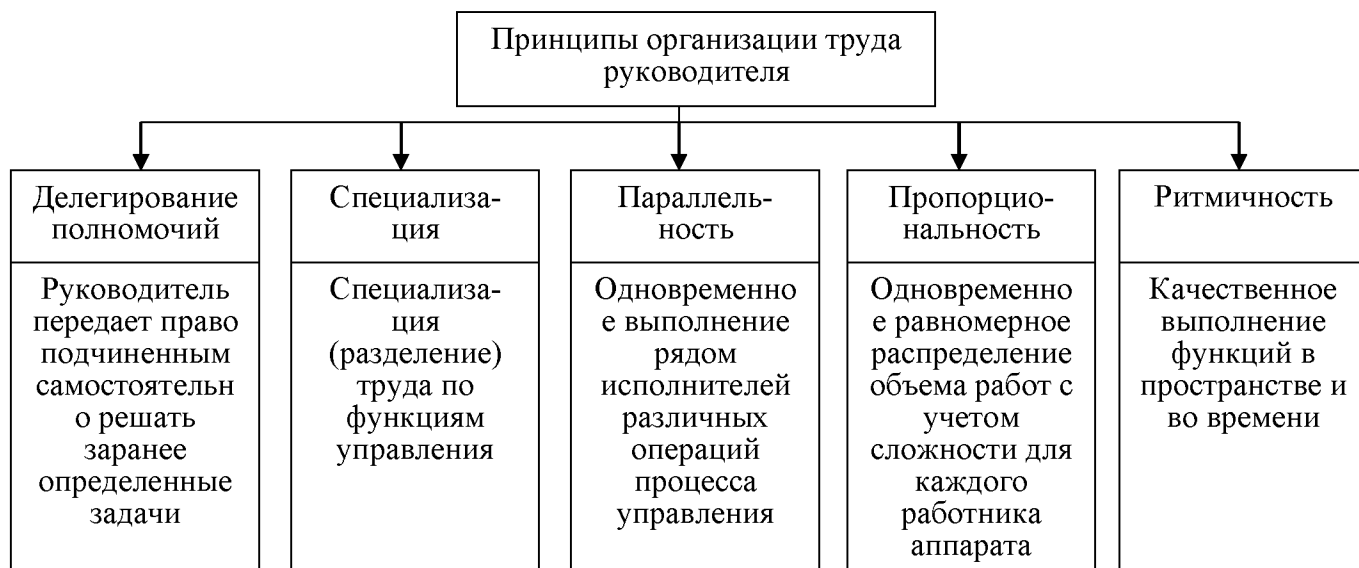 Принципы организации труда
руководителя
Делегирование
полномочий
Руководитель
передает право
подчиненным
самостоятельн
о решать
заранее
определенные
задачи
Специализа-
ция
Специализа-
ция
(разделение)
труда по
функциям
управления
Параллель-
ность
Одновременно
е выполнение
рядом
исполнителей
различных
операций
процесса
управления
Пропорцио-
нальность
Одновременно
е равномерное
распределение
объема работ с
учетом
сложности для
каждого
работника
аппарата
Ритмичность
Качественное
выполнение
функций в
пространстве и
во времени